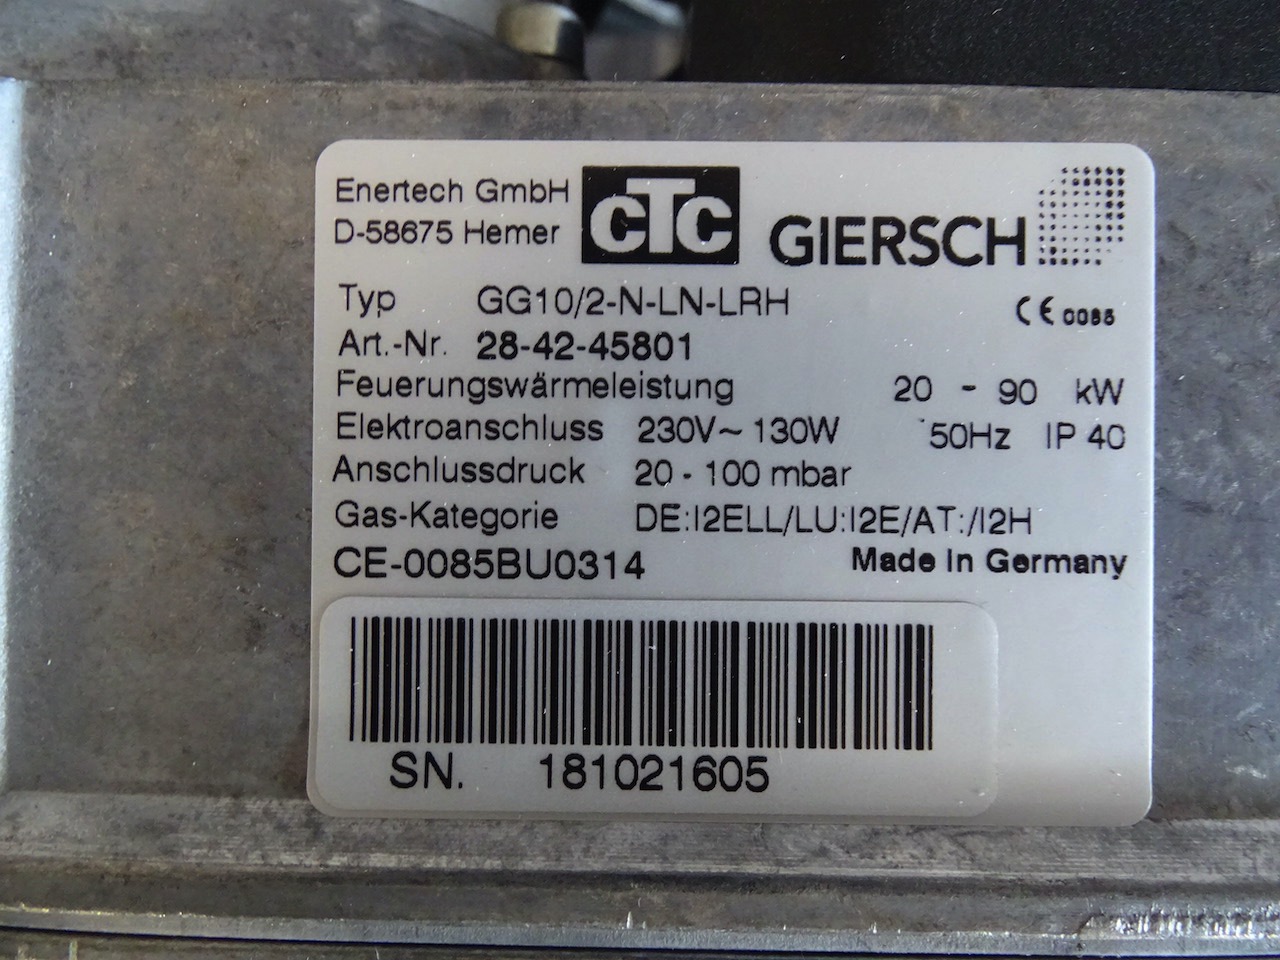 Enertech GmbH
D-58675 Hemer
CTC
GIERSCH
Typ GG10/2-N-LN-LRH CE 0085
Art.-Nr. 28-42-45801
Feuerungswärmeleistung 20 - 90 kW
Elektroanschluss 230V~ 130W 50Hz IP 40
Anschlussdruck 20 - 100 mbar
Gas-Kategorie DE:I2ELL/LU:I2E/AT:/I2H
CE-0085BU0314 Made In Germany
SN. 181021605